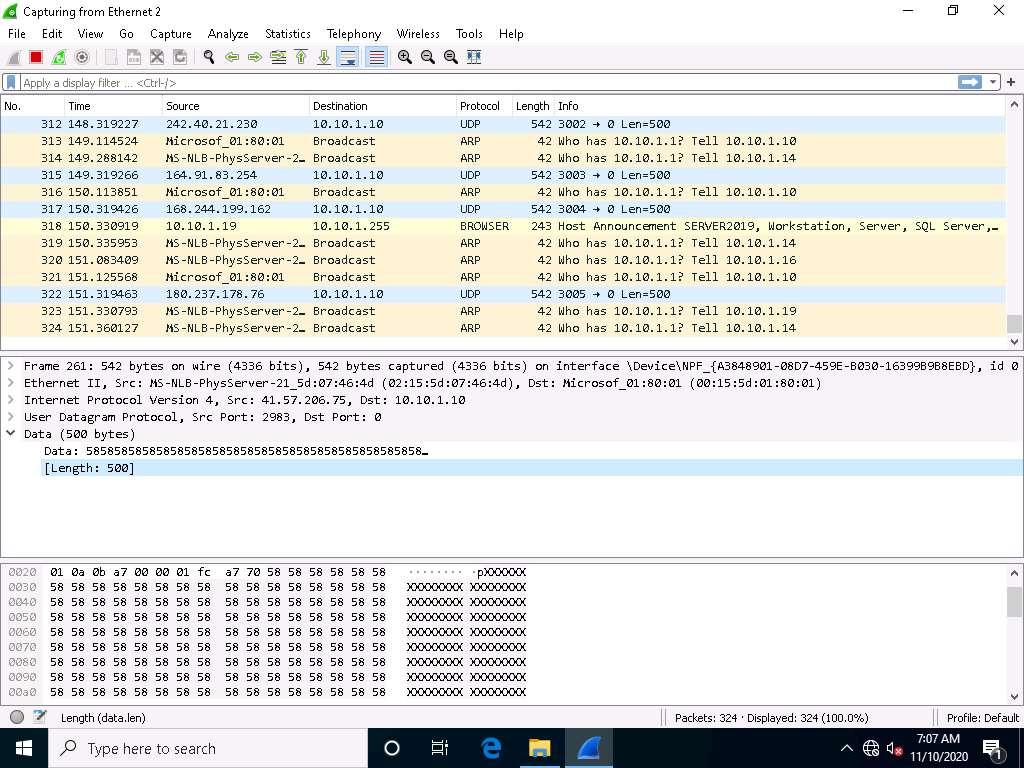 Capturing from Ethernet 2
File Edit View Go Capture Analyze Statistics Telephony Wireless Tools Help
Apply a display filter ... <Ctrl-/>
No. Time Source Destination Protocol Length Info
312 148.319227 242.40.21.230 10.10.1.10 UDP 542 3002 → 0 Len=500
313 149.114524 Microsof_01:80:01 Broadcast ARP 42 Who has 10.10.1.1? Tell 10.10.1.10
314 149.288142 MS-NLB-PhysServer-2… Broadcast ARP 42 Who has 10.10.1.1? Tell 10.10.1.14
315 149.319266 164.91.83.254 10.10.1.10 UDP 542 3003 → 0 Len=500
316 150.113851 Microsof_01:80:01 Broadcast ARP 42 Who has 10.10.1.1? Tell 10.10.1.10
317 150.319426 168.244.199.162 10.10.1.10 UDP 542 3004 → 0 Len=500
318 150.330919 10.10.1.19 10.10.1.255 BROWSER 243 Host Announcement SERVER2019, Workstation, Server, SQL Server,…
319 150.335953 MS-NLB-PhysServer-2… Broadcast ARP 42 Who has 10.10.1.1? Tell 10.10.1.14
320 151.083409 MS-NLB-PhysServer-2… Broadcast ARP 42 Who has 10.10.1.1? Tell 10.10.1.16
321 151.125568 Microsof_01:80:01 Broadcast ARP 42 Who has 10.10.1.1? Tell 10.10.1.10
322 151.319463 180.237.178.76 10.10.1.10 UDP 542 3005 → 0 Len=500
323 151.330793 MS-NLB-PhysServer-2… Broadcast ARP 42 Who has 10.10.1.1? Tell 10.10.1.19
324 151.360127 MS-NLB-PhysServer-2… Broadcast ARP 42 Who has 10.10.1.1? Tell 10.10.1.14
Frame 261: 542 bytes on wire (4336 bits), 542 bytes captured (4336 bits) on interface \Device\NPF_{A3848901-08D7-459E-B030-16399B9B8EBD}, id 0
Ethernet II, Src: MS-NLB-PhysServer-21_5d:07:46:4d (02:15:5d:07:46:4d), Dst: Microsof_01:80:01 (00:15:5d:01:80:01)
Internet Protocol Version 4, Src: 41.57.206.75, Dst: 10.10.1.10
User Datagram Protocol, Src Port: 2983, Dst Port: 0
Data (500 bytes)
Data: 585858585858585858585858585858585858585858585858…
[Length: 500]
0020 01 0a 0b a7 00 00 01 fc a7 70 58 58 58 58 58 58 ········ ·pXXXXXX
0030 58 58 58 58 58 58 58 58 58 58 58 58 58 58 58 58 XXXXXXXX XXXXXXXX
0040 58 58 58 58 58 58 58 58 58 58 58 58 58 58 58 58 XXXXXXXX XXXXXXXX
0050 58 58 58 58 58 58 58 58 58 58 58 58 58 58 58 58 XXXXXXXX XXXXXXXX
0060 58 58 58 58 58 58 58 58 58 58 58 58 58 58 58 58 XXXXXXXX XXXXXXXX
0070 58 58 58 58 58 58 58 58 58 58 58 58 58 58 58 58 XXXXXXXX XXXXXXXX
0080 58 58 58 58 58 58 58 58 58 58 58 58 58 58 58 58 XXXXXXXX XXXXXXXX
0090 58 58 58 58 58 58 58 58 58 58 58 58 58 58 58 58 XXXXXXXX XXXXXXXX
00a0 58 58 58 58 58 58 58 58 58 58 58 58 58 58 58 58 XXXXXXXX XXXXXXXX
Length (data.len) Packets: 324 · Displayed: 324 (100.0%) Profile: Default
Type here to search
7:07 AM
11/10/2020
1